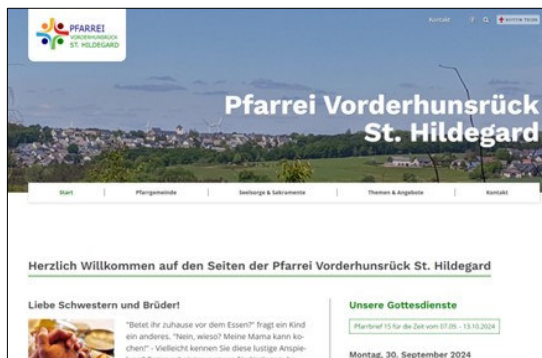 PFARREI
VORDERHUNSRÜCK
ST. HILDEGARD
Kontakt
BISTUM TRIER
Pfarrei Vorderhunsrück
St. Hildegard
Start
Pfarrgemeinde
Seelsorge & Sakramente
Themen & Angebote
Kontakt
Herzlich Willkommen auf den Seiten der Pfarrei Vorderhunsrück St. Hildegard
Liebe Schwestern und Brüder!
"Betet ihr zuhause vor dem Essen?" fragt ein Kind
ein anderes. "Nein, wieso? Meine Mama kann ko-
chen!" - Vielleicht kennen Sie diese lustige Anspie-
Unsere Gottesdienste
Pfarrbrief 15 für die Zeit vom 07.09. - 13.10.2024
Montag, 30. September 2024